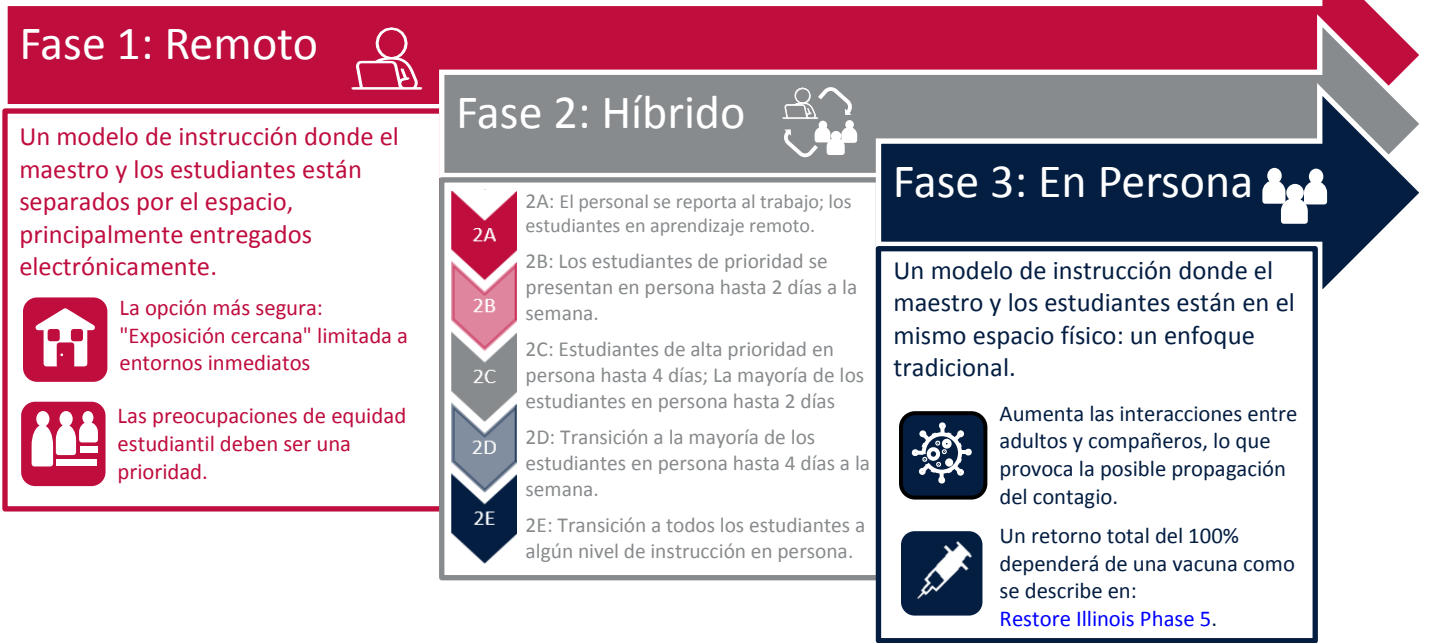 Fase 1: Remoto
Un modelo de instrucción donde el
maestro y los estudiantes están
separados por el espacio,
principalmente entregados
electrónicamente.
La opción más segura:
"Exposición cercana" limitada a
entornos inmediatos
Las preocupaciones de equidad
estudiantil deben ser una
prioridad.
Fase 2: Híbrido
2A
2A: El personal se reporta al trabajo; los
estudiantes en aprendizaje remoto.
2B
2B: Los estudiantes de prioridad se
presentan en persona hasta 2 días a la
semana.
2C
2C: Estudiantes de alta prioridad en
persona hasta 4 días; La mayoría de los
estudiantes en persona hasta 2 días
2D
2D: Transición a la mayoría de los
estudiantes en persona hasta 4 días a la
semana.
2E
2E: Transición a todos los estudiantes a
algún nivel de instrucción en persona.
Fase 3: En Persona
Un modelo de instrucción donde el
maestro y los estudiantes están en el
mismo espacio físico: un enfoque
tradicional.
Aumenta las interacciones entre
adultos y compañeros, lo que
provoca la posible propagación
del contagio.
Un retorno total del 100%
dependerá de una vacuna como
se describe en:
Restore Illinois Phase 5.